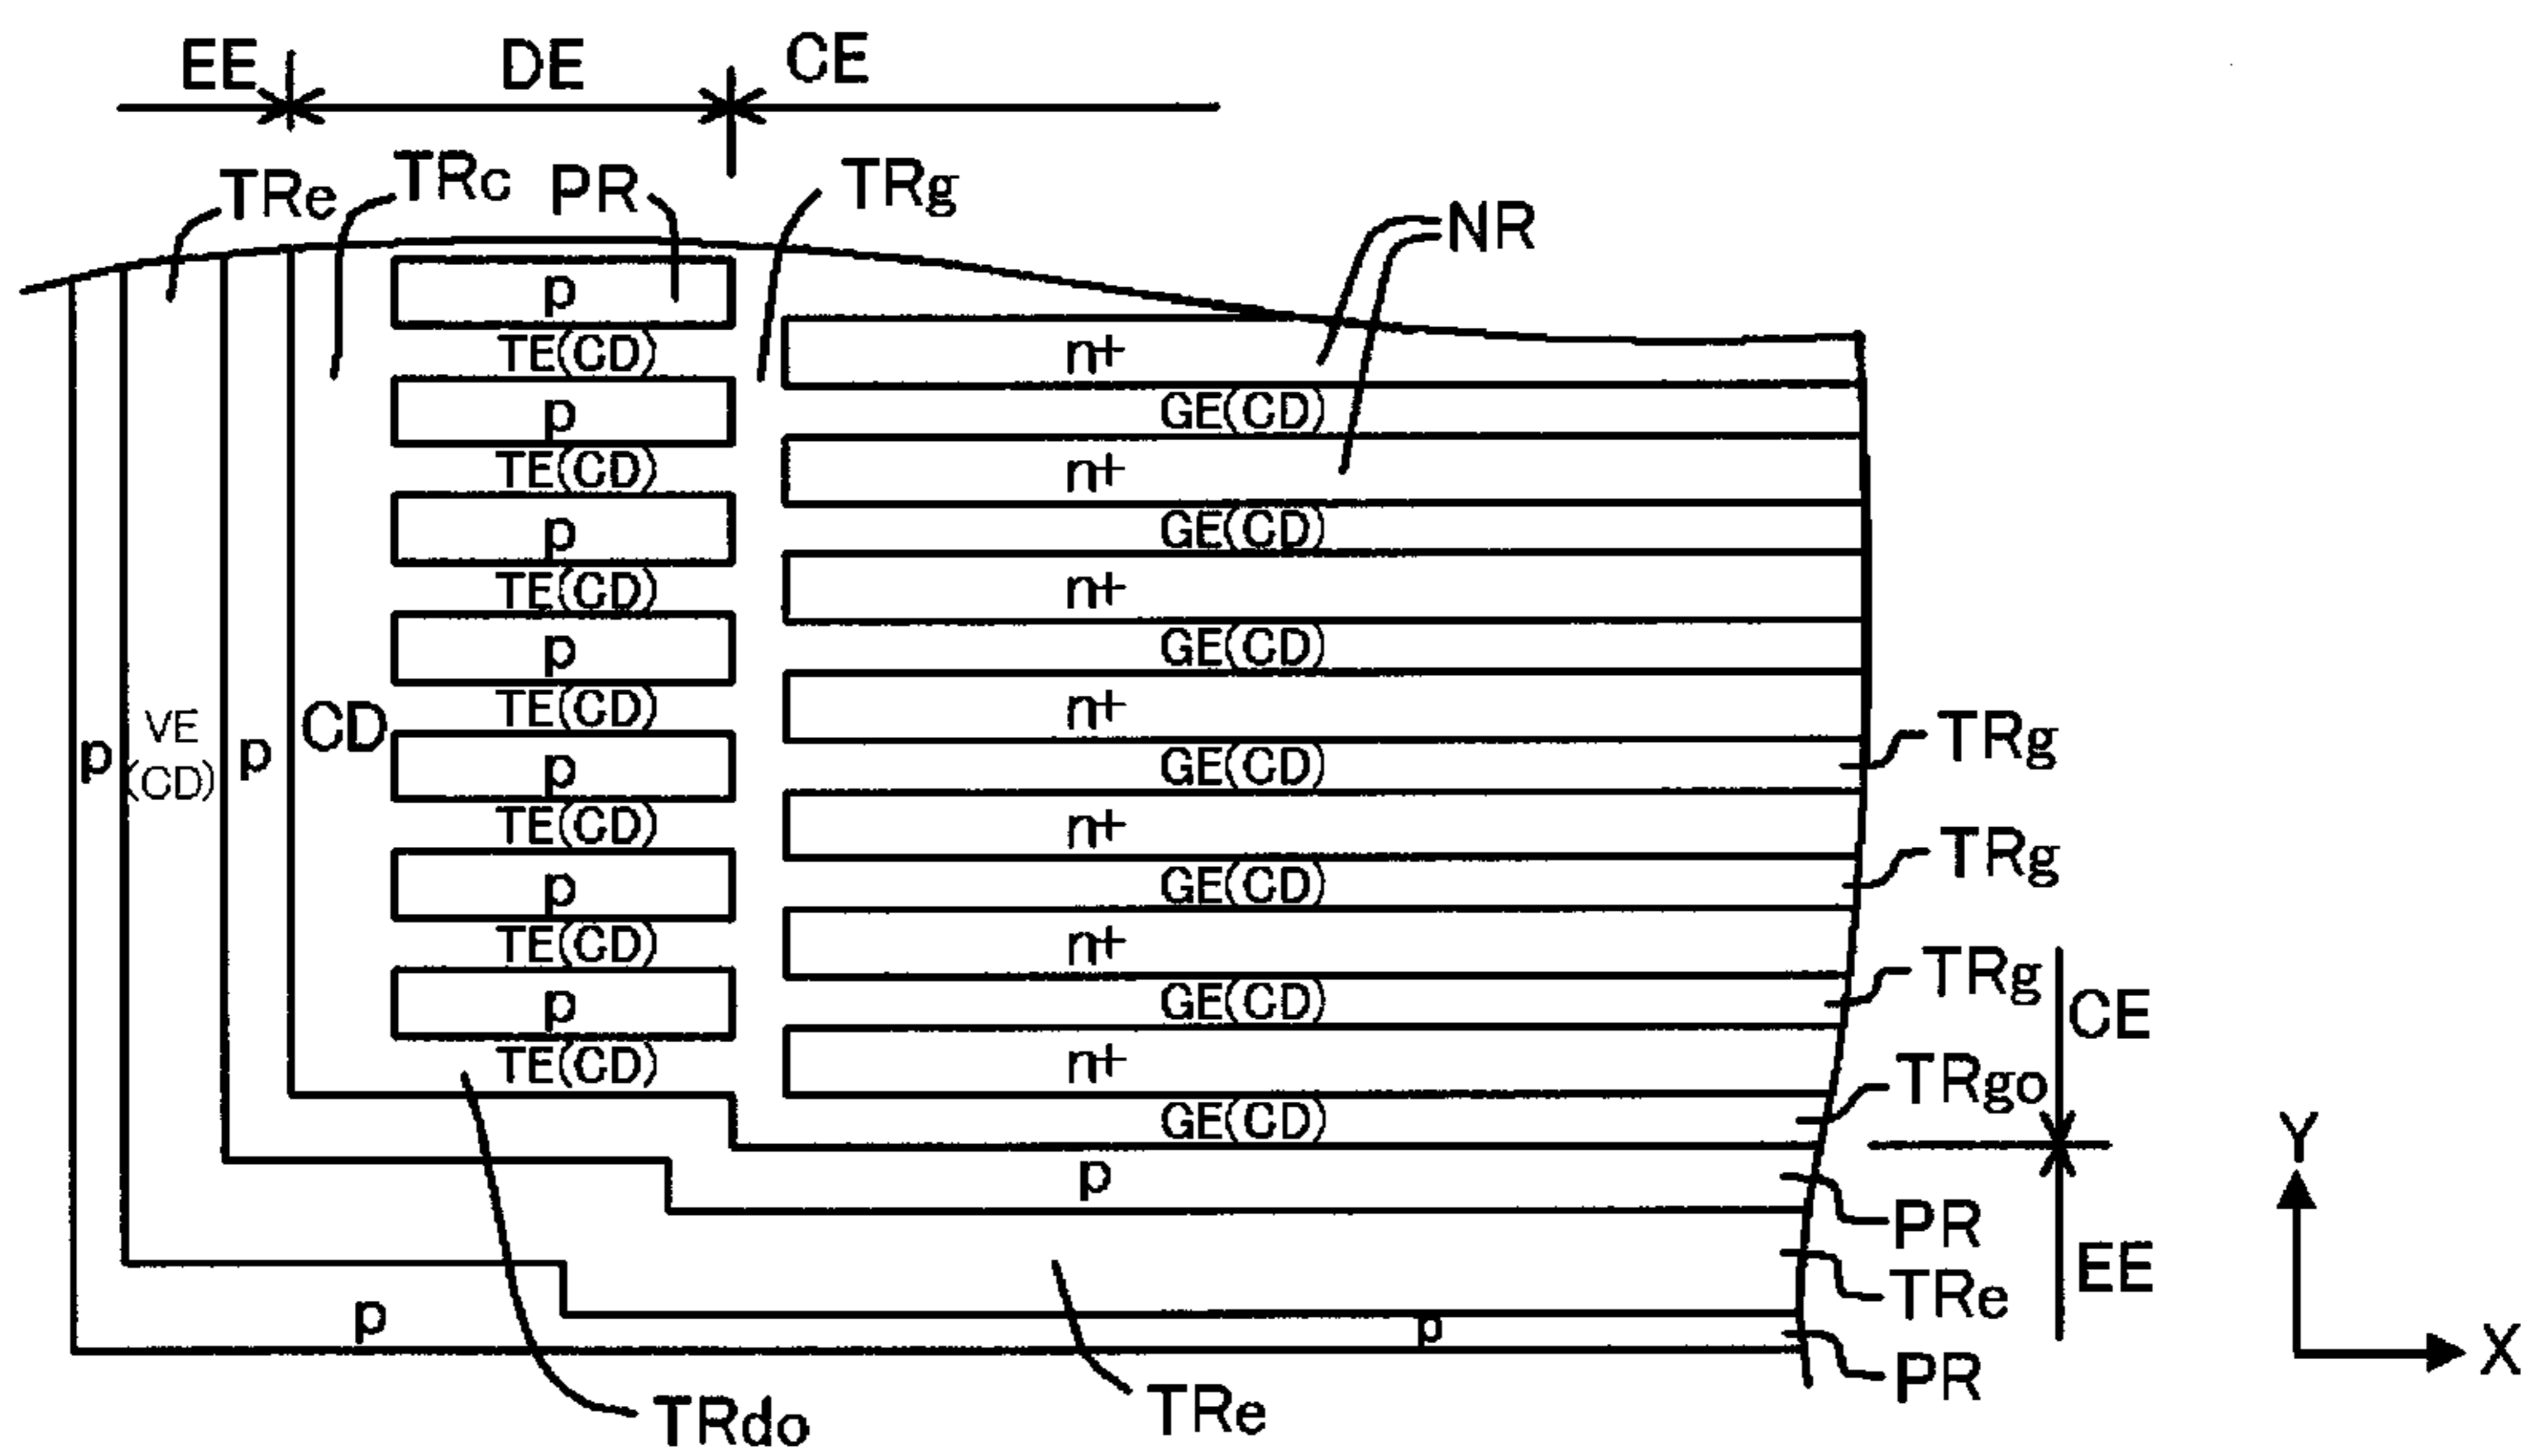 EE DE CE
TRe TRc PR TRg NR
p
TE(CD) n+
p GE(CD)
TE(CD) n+
p GE(CD)
TE(CD) n+
p GE(CD)
TE(CD) n+
CD TRg
p VE p
(CD)
p GE(CD)
TE(CD) n+
TRg
p GE(CD)
TE(CD) n+
TRg
p GE(CD)
CE
TE(CD) n+
TRgo
GE(CD)
Y
p
PR
EE
TRe
p p
X
PR
TRdo TRe